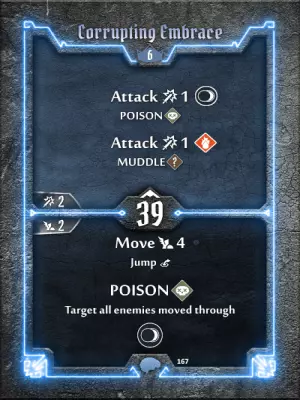 Corrupting Embrace
6
Attack 1
POISON
Attack 1
MUDDLE ?
2
39
2
Move 4
Jump
POISON
Target all enemies moved through
167